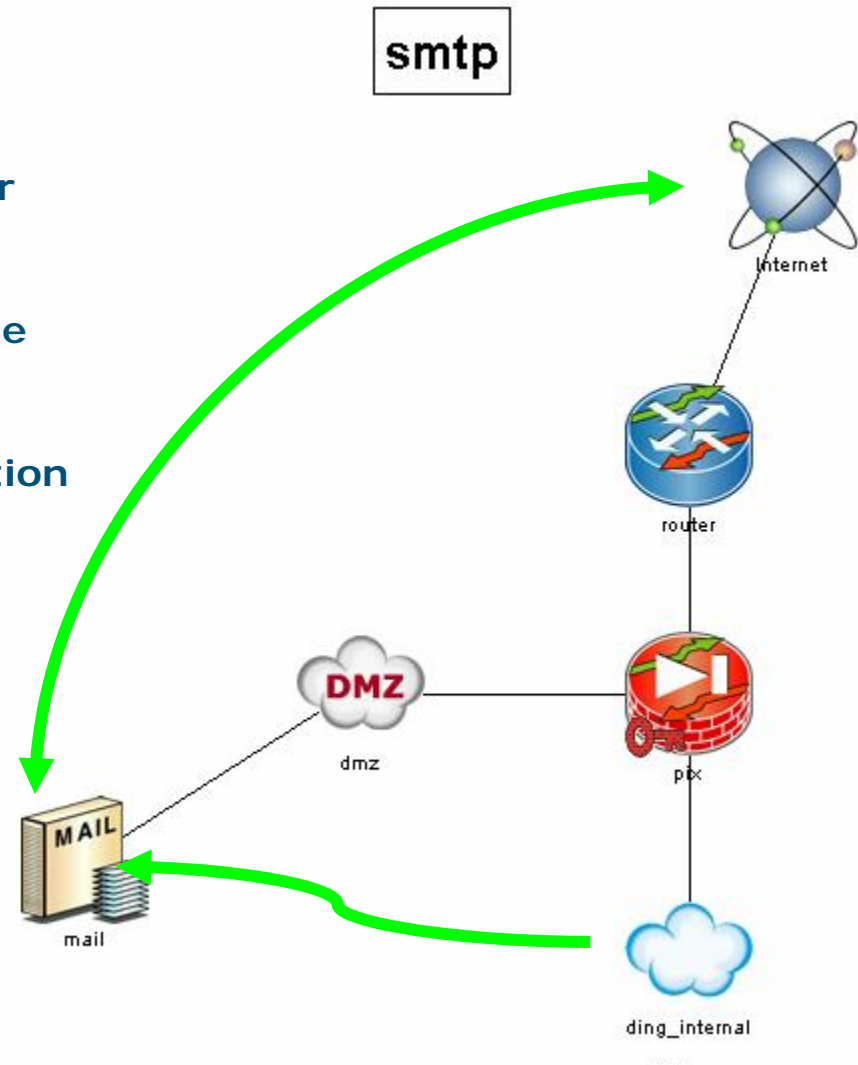 smtp
r
Internet
e
tion
router
DMZ
dmz
pix
MAIL
mail
ding_internal